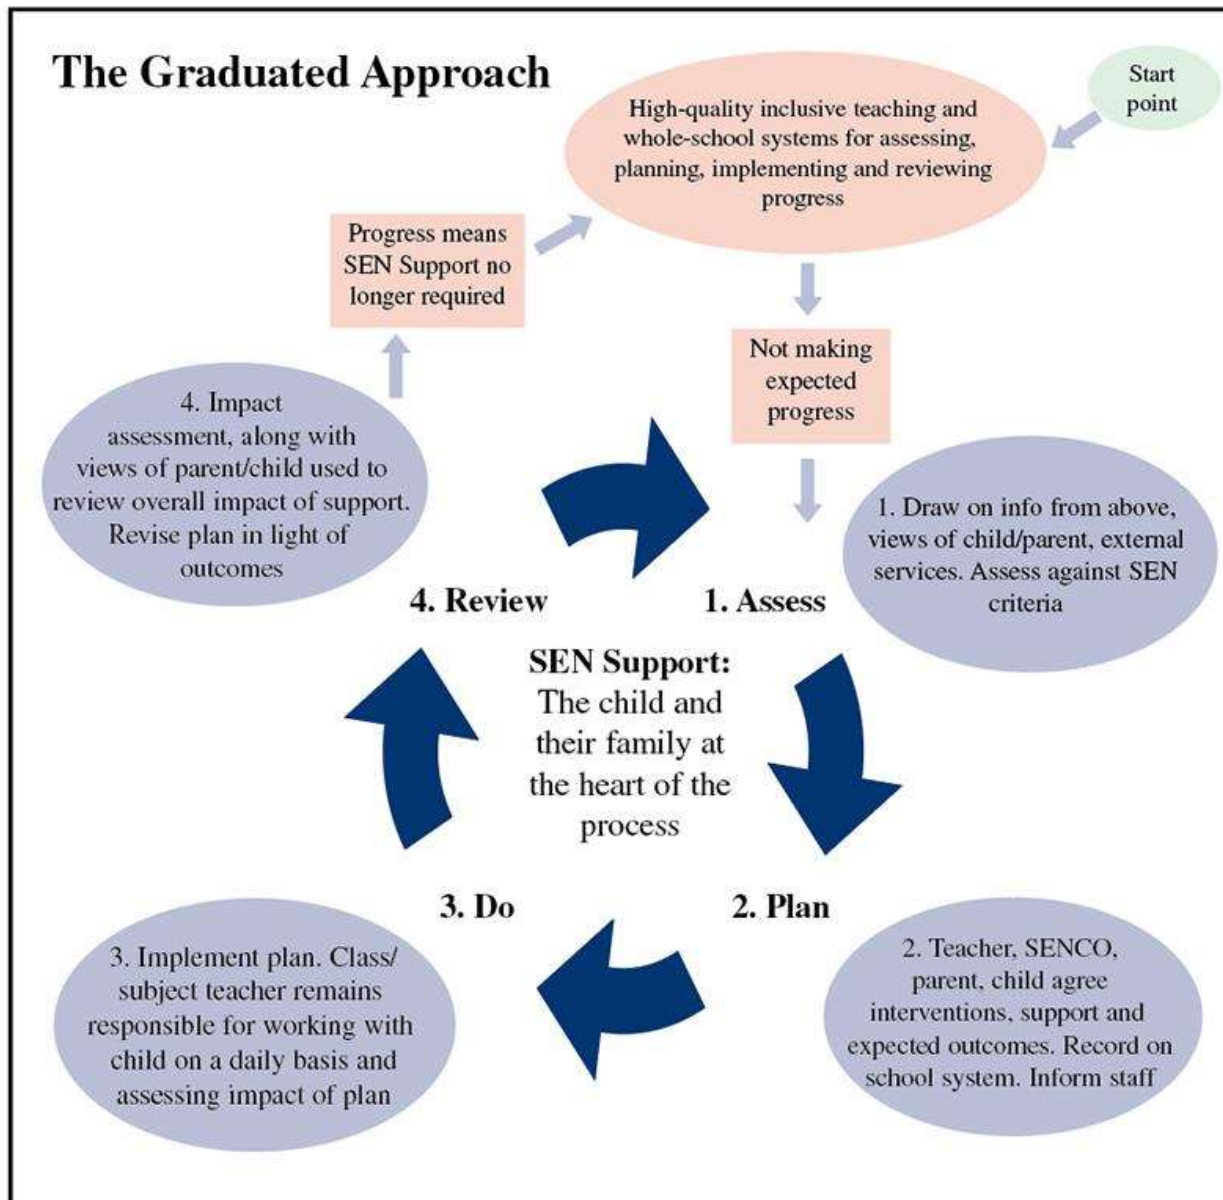 The Graduated Approach
Start
point
High-quality inclusive teaching and
whole-school systems for assessing,
planning, implementing and reviewing
progress
Progress means
SEN Support no
longer required
Not making
expected
progress
4. Impact
assessment, along with
views of parent/child used to
review overall impact of support.
Revise plan in light of
outcomes
1. Draw on info from above,
views of child/parent, external
services. Assess against SEN
criteria
4. Review
1. Assess
SEN Support:
The child and
their family at
the heart of the
process
3. Do
2. Plan
3. Implement plan. Class/
subject teacher remains
responsible for working with
child on a daily basis and
assessing impact of plan
2. Teacher, SENCO,
parent, child agree
interventions, support and
expected outcomes. Record on
school system. Inform staff